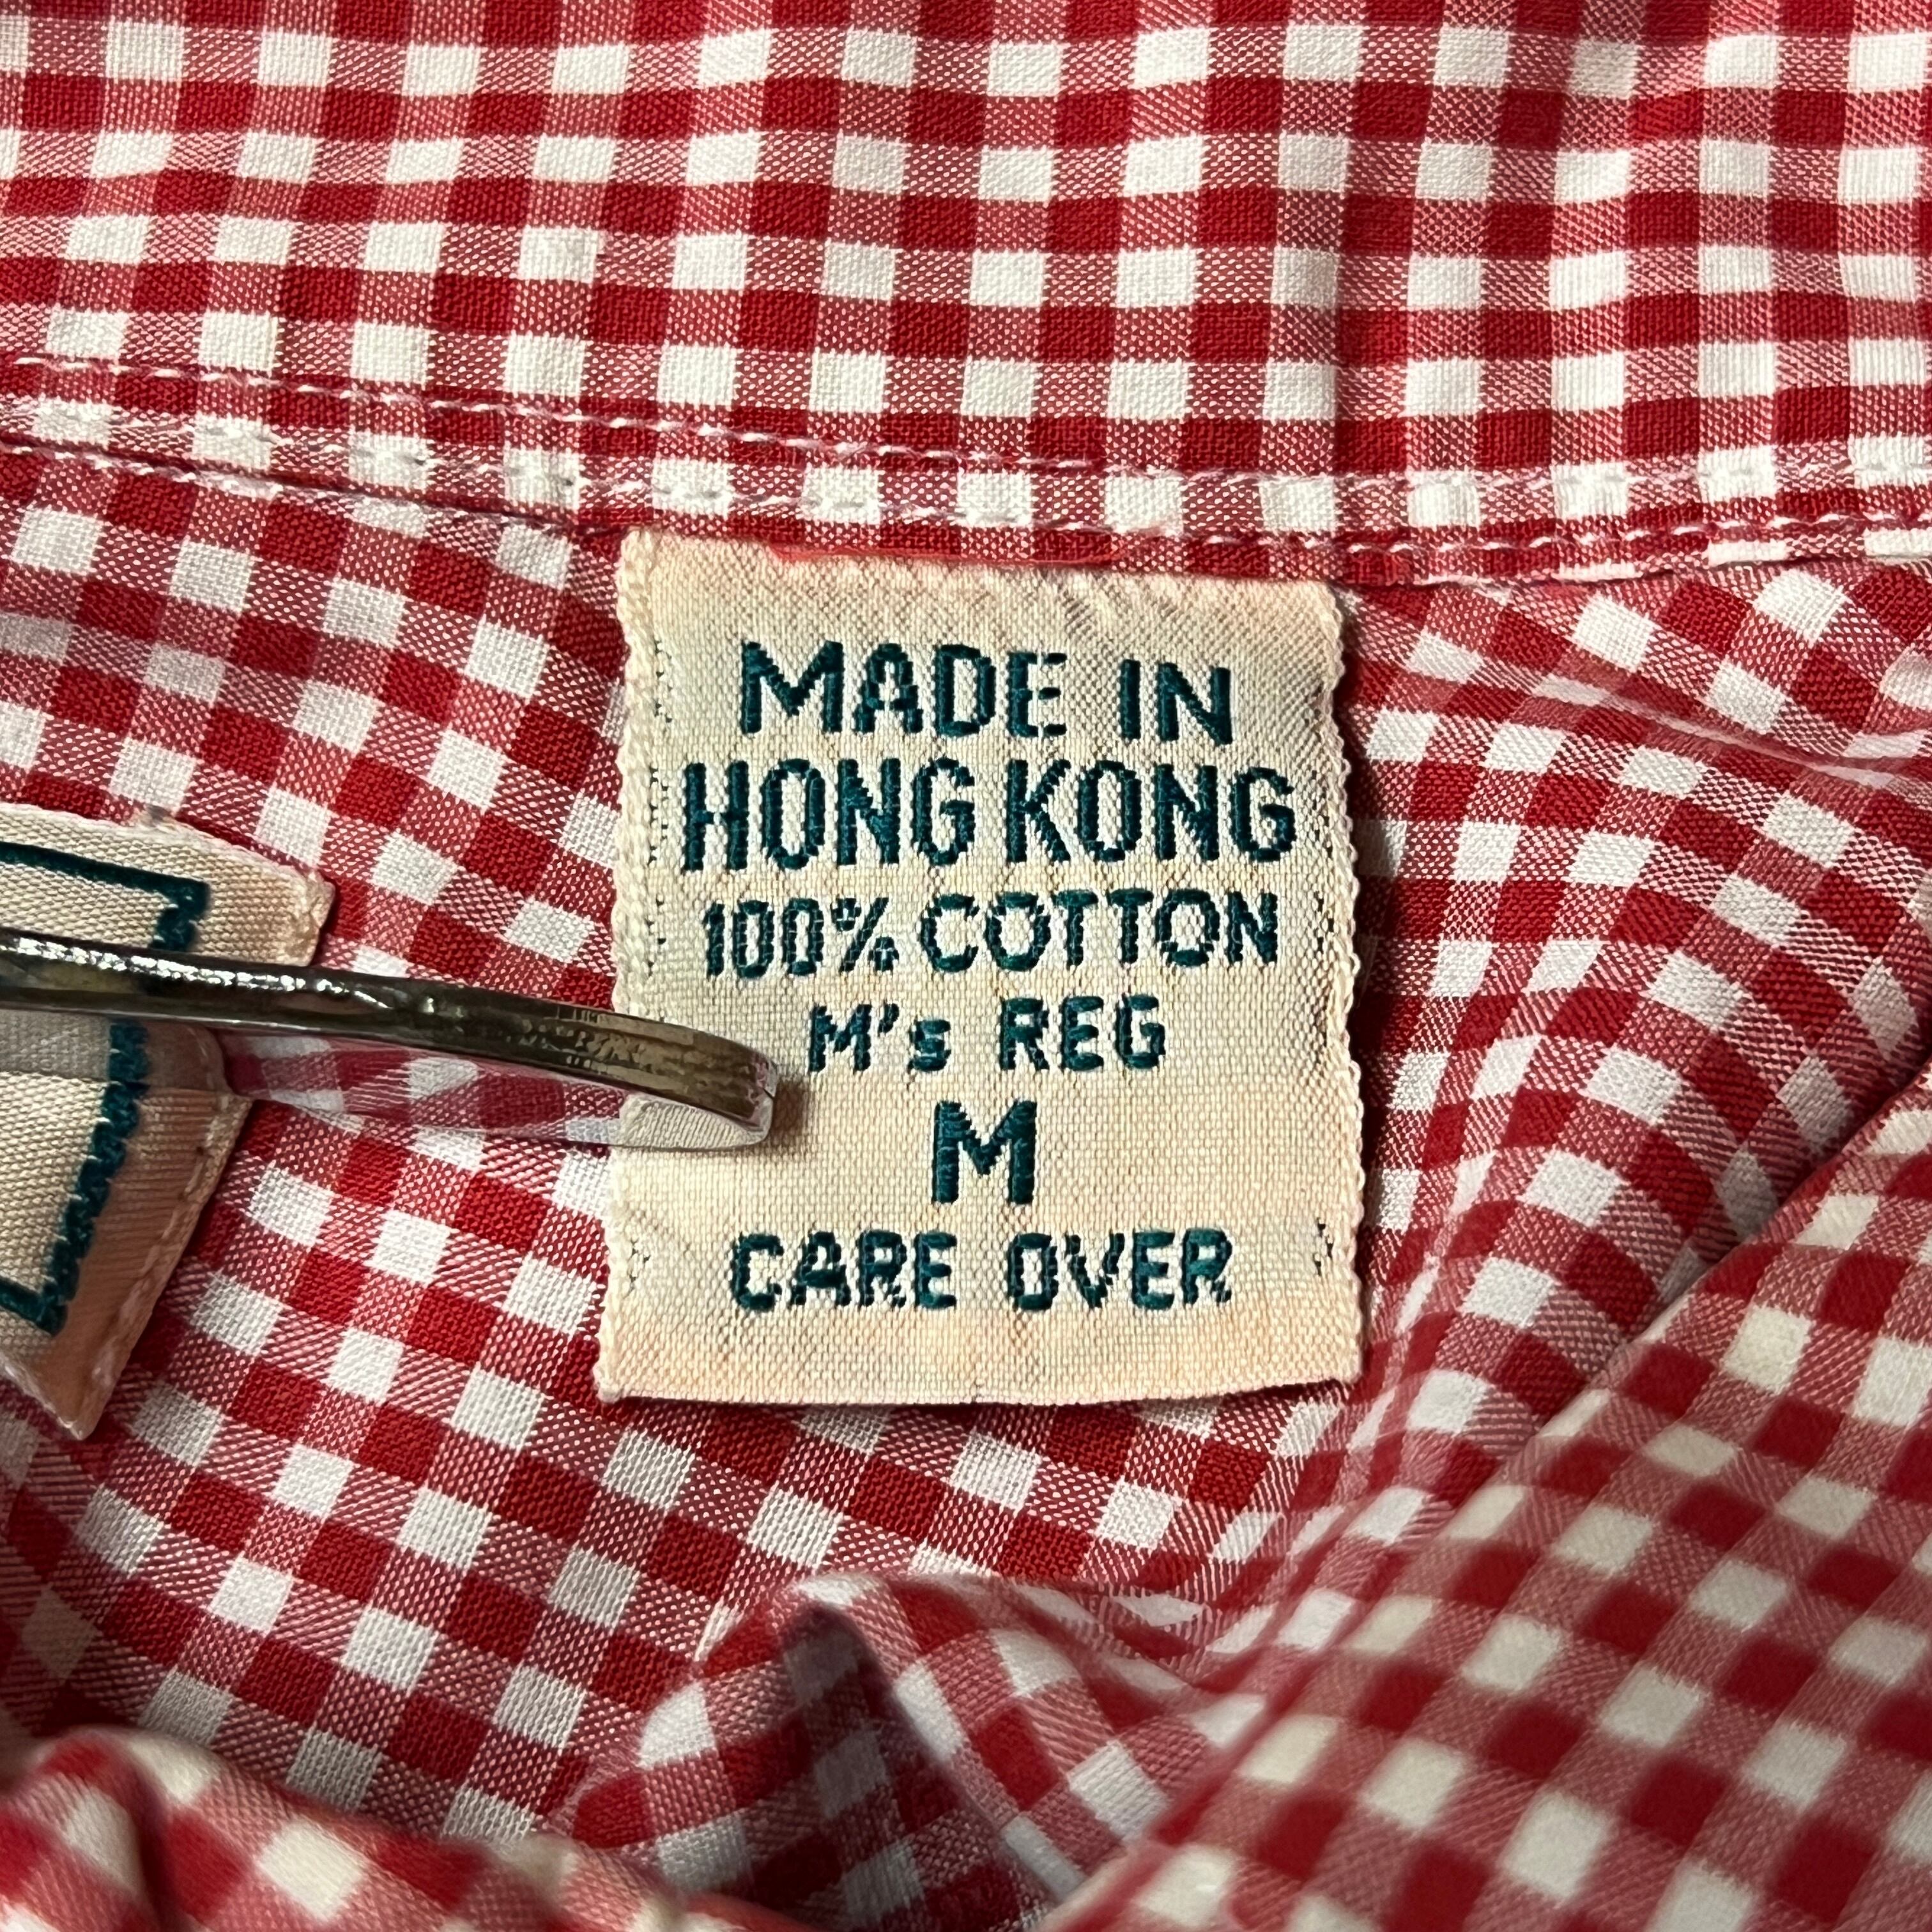 MADE IN
HONG KONG
100% COTTON
M's REG
M
CARE OVER